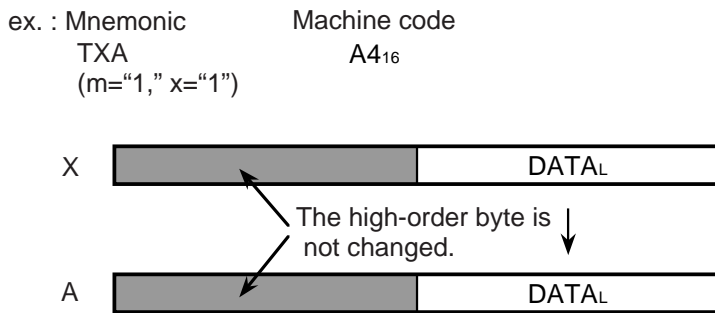 ex. : Mnemonic Machine code
TXA A4₁₆
(m=“1,” x=“1”)
X DATAL
The high-order byte is
not changed.
A DATAL